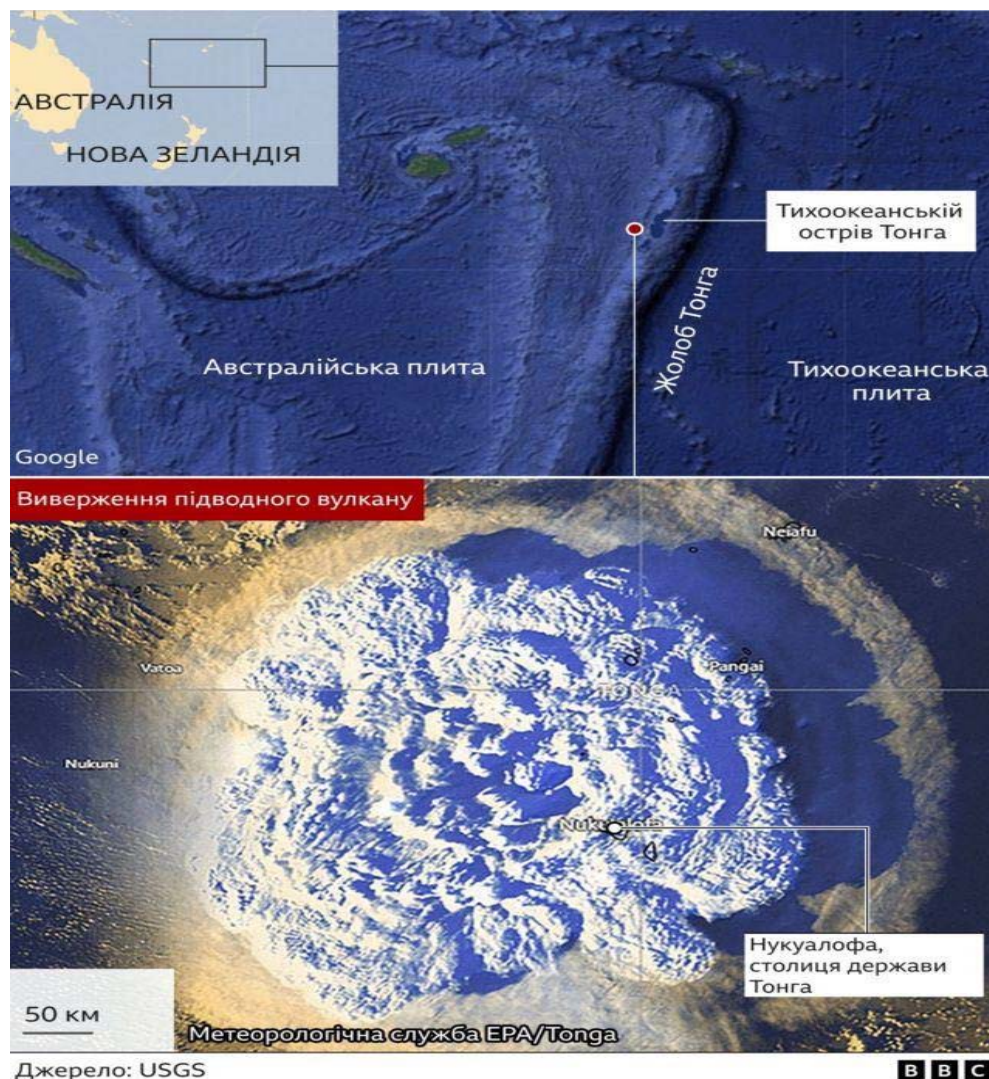 АВСТРАЛІЯ
НОВА ЗЕЛАНДІЯ
Тихоокеанській
острів Тонга
Жолоб Тонга
Австралійська плита
Тихоокеанська
плита
Google
Виверження підводного вулкану
Neiafu
Vatoa
Pangai
TONGA
Nukuni
Nukualofa
Нукуалофа,
столиця держави
Тонга
50 км
Метеорологічна служба EPA/Tonga
Джерело: USGS
BBC